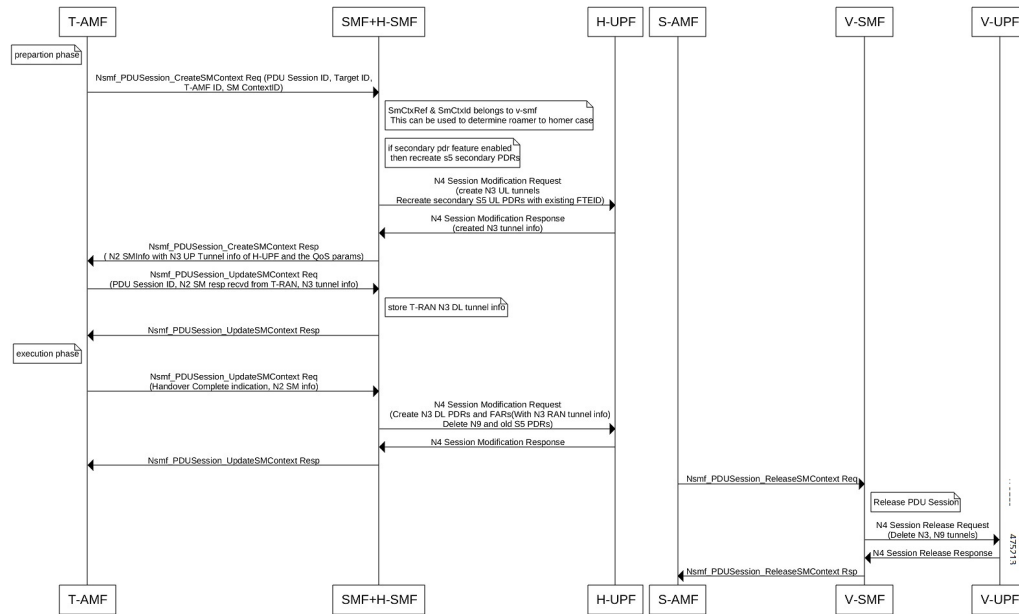 T-AMF
SMF+H-SMF
H-UPF
S-AMF
V-SMF
V-UPF
prepartion phase
Nsmf_PDUSession_CreateSMContext Req (PDU Session ID, Target ID,
T-AMF ID, SM ContextID)
SmCtxRef & SmCtxId belongs to v-smf
This can be used to determine roamer to homer case
if secondary pdr feature enabled
then recreate s5 secondary PDRs
N4 Session Modification Request
(create N3 UL tunnels
Recreate secondary S5 UL PDRs with existing FTEID)
N4 Session Modification Response
(created N3 tunnel info)
Nsmf_PDUSession_CreateSMContext Resp
( N2 SMInfo with N3 UP Tunnel info of H-UPF and the QoS params)
Nsmf_PDUSession_UpdateSMContext Req
(PDU Session ID, N2 SM resp recvd from T-RAN, N3 tunnel info)
store T-RAN N3 DL tunnel info
Nsmf_PDUSession_UpdateSMContext Resp
execution phase
Nsmf_PDUSession_UpdateSMContext Req
(Handover Complete indication, N2 SM info)
N4 Session Modification Request
(Create N3 DL PDRs and FARs(With N3 RAN tunnel info)
Delete N9 and old S5 PDRs)
N4 Session Modification Response
Nsmf_PDUSession_UpdateSMContext Resp
Nsmf_PDUSession_ReleaseSMContext Req
Release PDU Session
N4 Session Release Request
(Delete N3, N9 tunnels)
N4 Session Release Response
Nsmf_PDUSession_ReleaseSMContext Rsp
475213
T-AMF
SMF+H-SMF
H-UPF
S-AMF
V-SMF
V-UPF